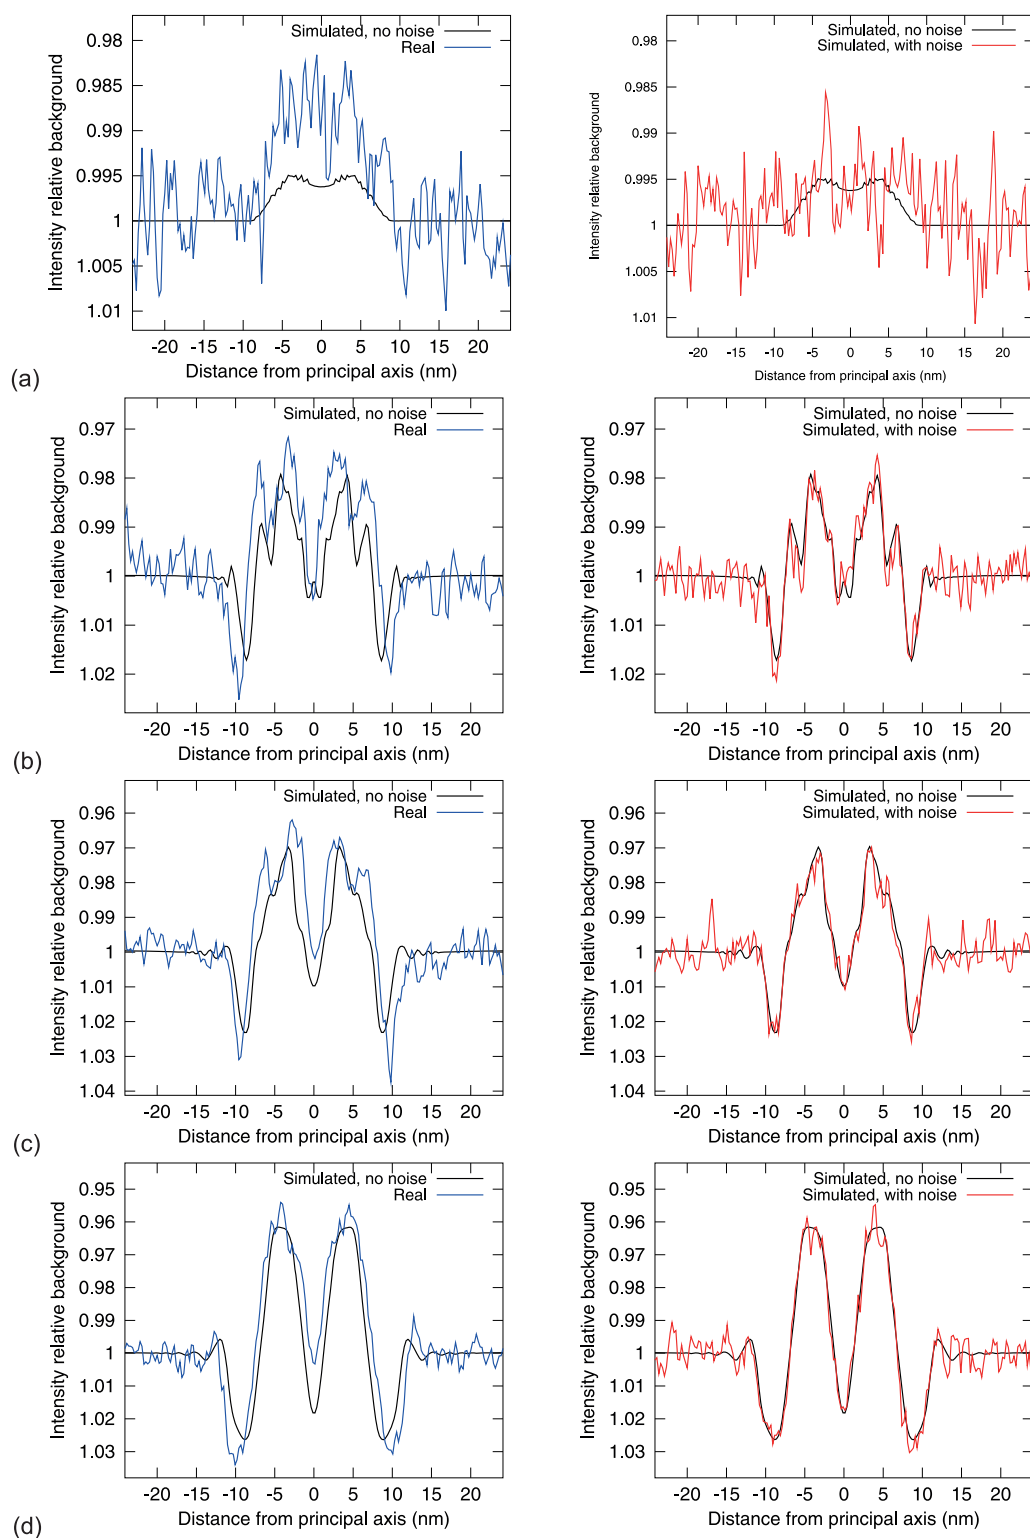 Simulated, no noise
Real
0.98
0.985
0.99
0.995
1
1.005
1.01
Intensity relative background
-20 -15 -10 -5 0 5 10 15 20
Distance from principal axis (nm)
Simulated, no noise
Simulated, with noise
0.98
0.985
0.99
0.995
1
1.005
1.01
Intensity relative background
-20 -15 -10 -5 0 5 10 15 20
Distance from principal axis (nm)
(a)
Simulated, no noise
Real
0.97
0.98
0.99
1
1.01
1.02
Intensity relative background
-20 -15 -10 -5 0 5 10 15 20
Distance from principal axis (nm)
Simulated, no noise
Simulated, with noise
0.97
0.98
0.99
1
1.01
1.02
Intensity relative background
-20 -15 -10 -5 0 5 10 15 20
Distance from principal axis (nm)
(b)
Simulated, no noise
Real
0.96
0.97
0.98
0.99
1
1.01
1.02
1.03
1.04
Intensity relative background
-20 -15 -10 -5 0 5 10 15 20
Distance from principal axis (nm)
Simulated, no noise
Simulated, with noise
0.96
0.97
0.98
0.99
1
1.01
1.02
1.03
1.04
Intensity relative background
-20 -15 -10 -5 0 5 10 15 20
Distance from principal axis (nm)
(c)
Simulated, no noise
Real
0.95
0.96
0.97
0.98
0.99
1
1.01
1.02
1.03
Intensity relative background
-20 -15 -10 -5 0 5 10 15 20
Distance from principal axis (nm)
Simulated, no noise
Simulated, with noise
0.95
0.96
0.97
0.98
0.99
1
1.01
1.02
1.03
Intensity relative background
-20 -15 -10 -5 0 5 10 15 20
Distance from principal axis (nm)
(d)